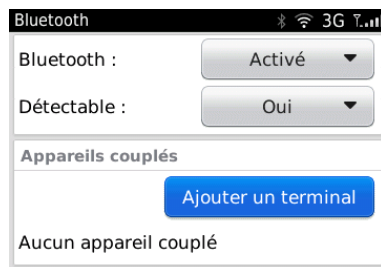 Bluetooth 3G
Bluetooth : Activé
Détectable : Oui
Appareils couplés
Ajouter un terminal
Aucun appareil couplé